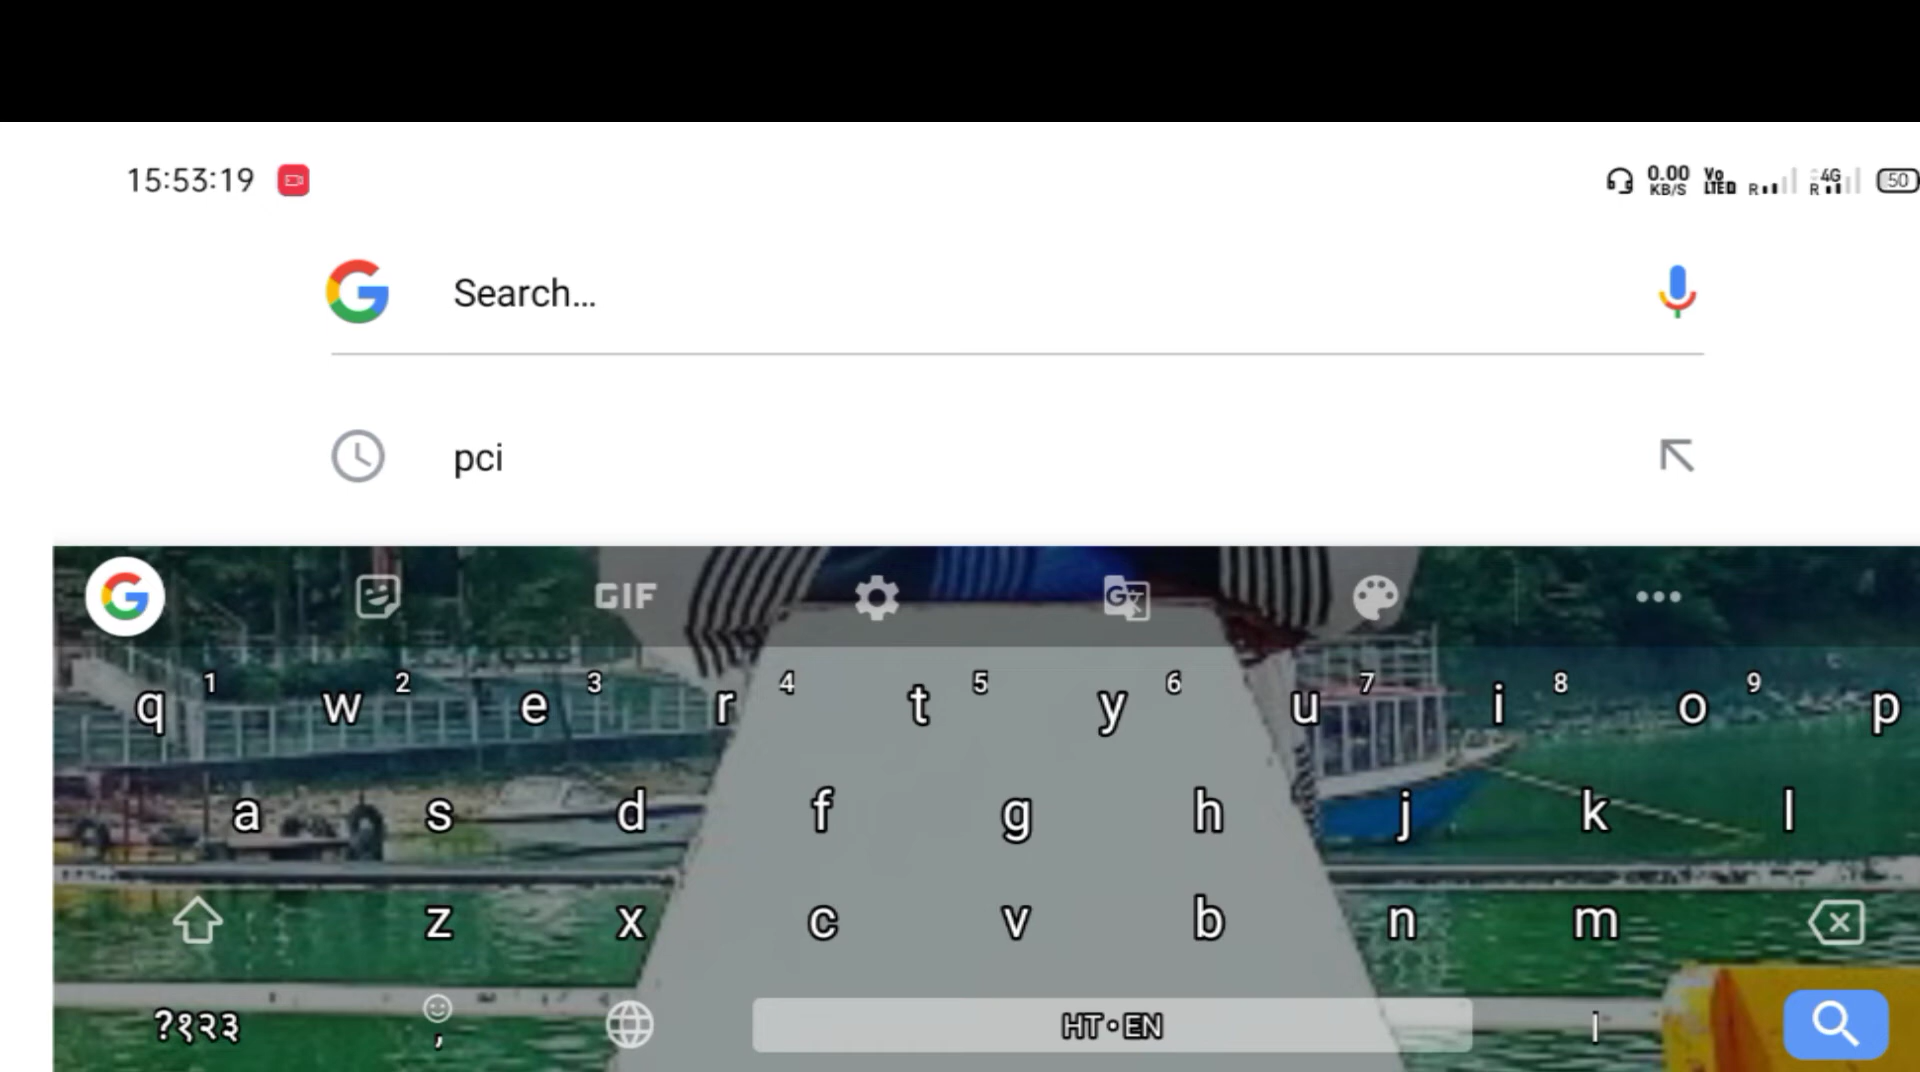 15:53:19 0.00 KB/S Vo LTE D R R 4G 50
Search...
pci
GIF G
q 1 w 2 e 3 r 4 t 5 y 6 u 7 i 8 o 9 p
a s d f g h j k l
z x c v b n m
?१२३ , HT • EN ।